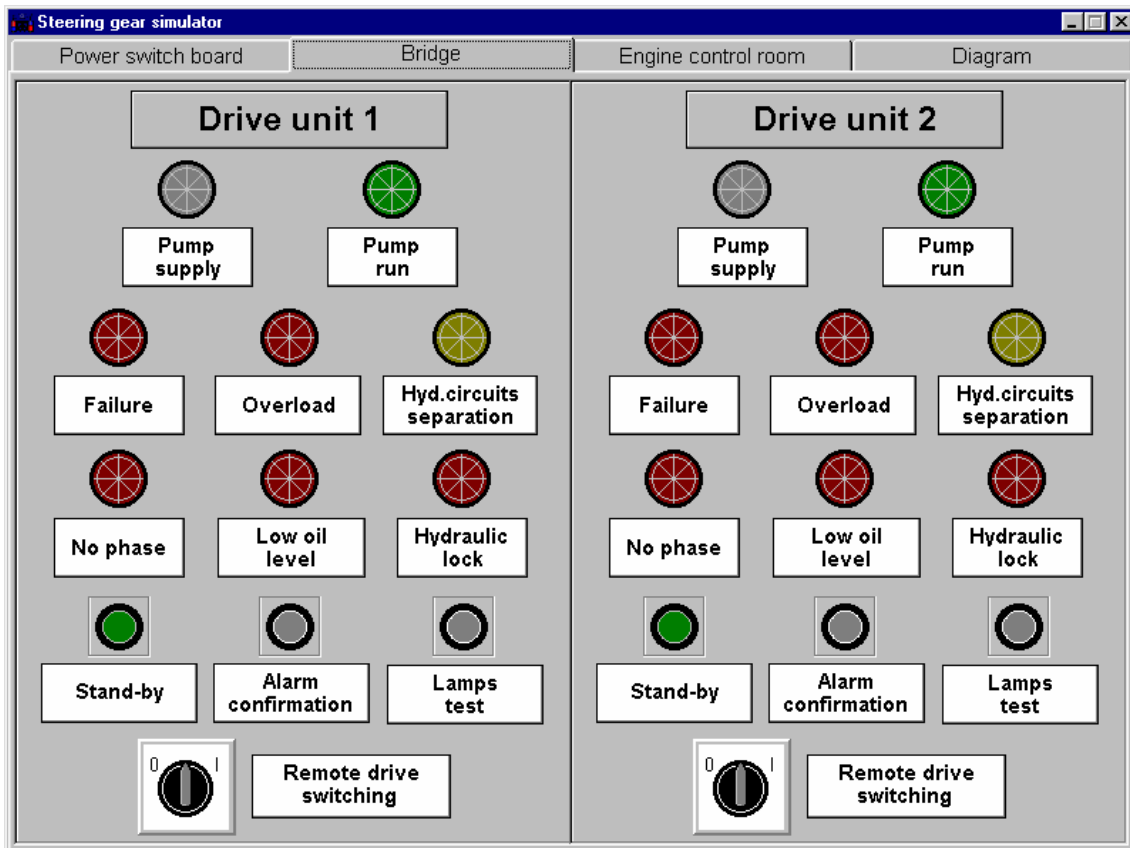 Steering gear simulator
Power switch board
Bridge
Engine control room
Diagram
Drive unit 1
Pump
supply
Pump
run
Failure
Overload
Hyd.circuits
separation
No phase
Low oil
level
Hydraulic
lock
Stand-by
Alarm
confirmation
Lamps
test
0
I
Remote drive
switching
Drive unit 2
Pump
supply
Pump
run
Failure
Overload
Hyd.circuits
separation
No phase
Low oil
level
Hydraulic
lock
Stand-by
Alarm
confirmation
Lamps
test
0
I
Remote drive
switching